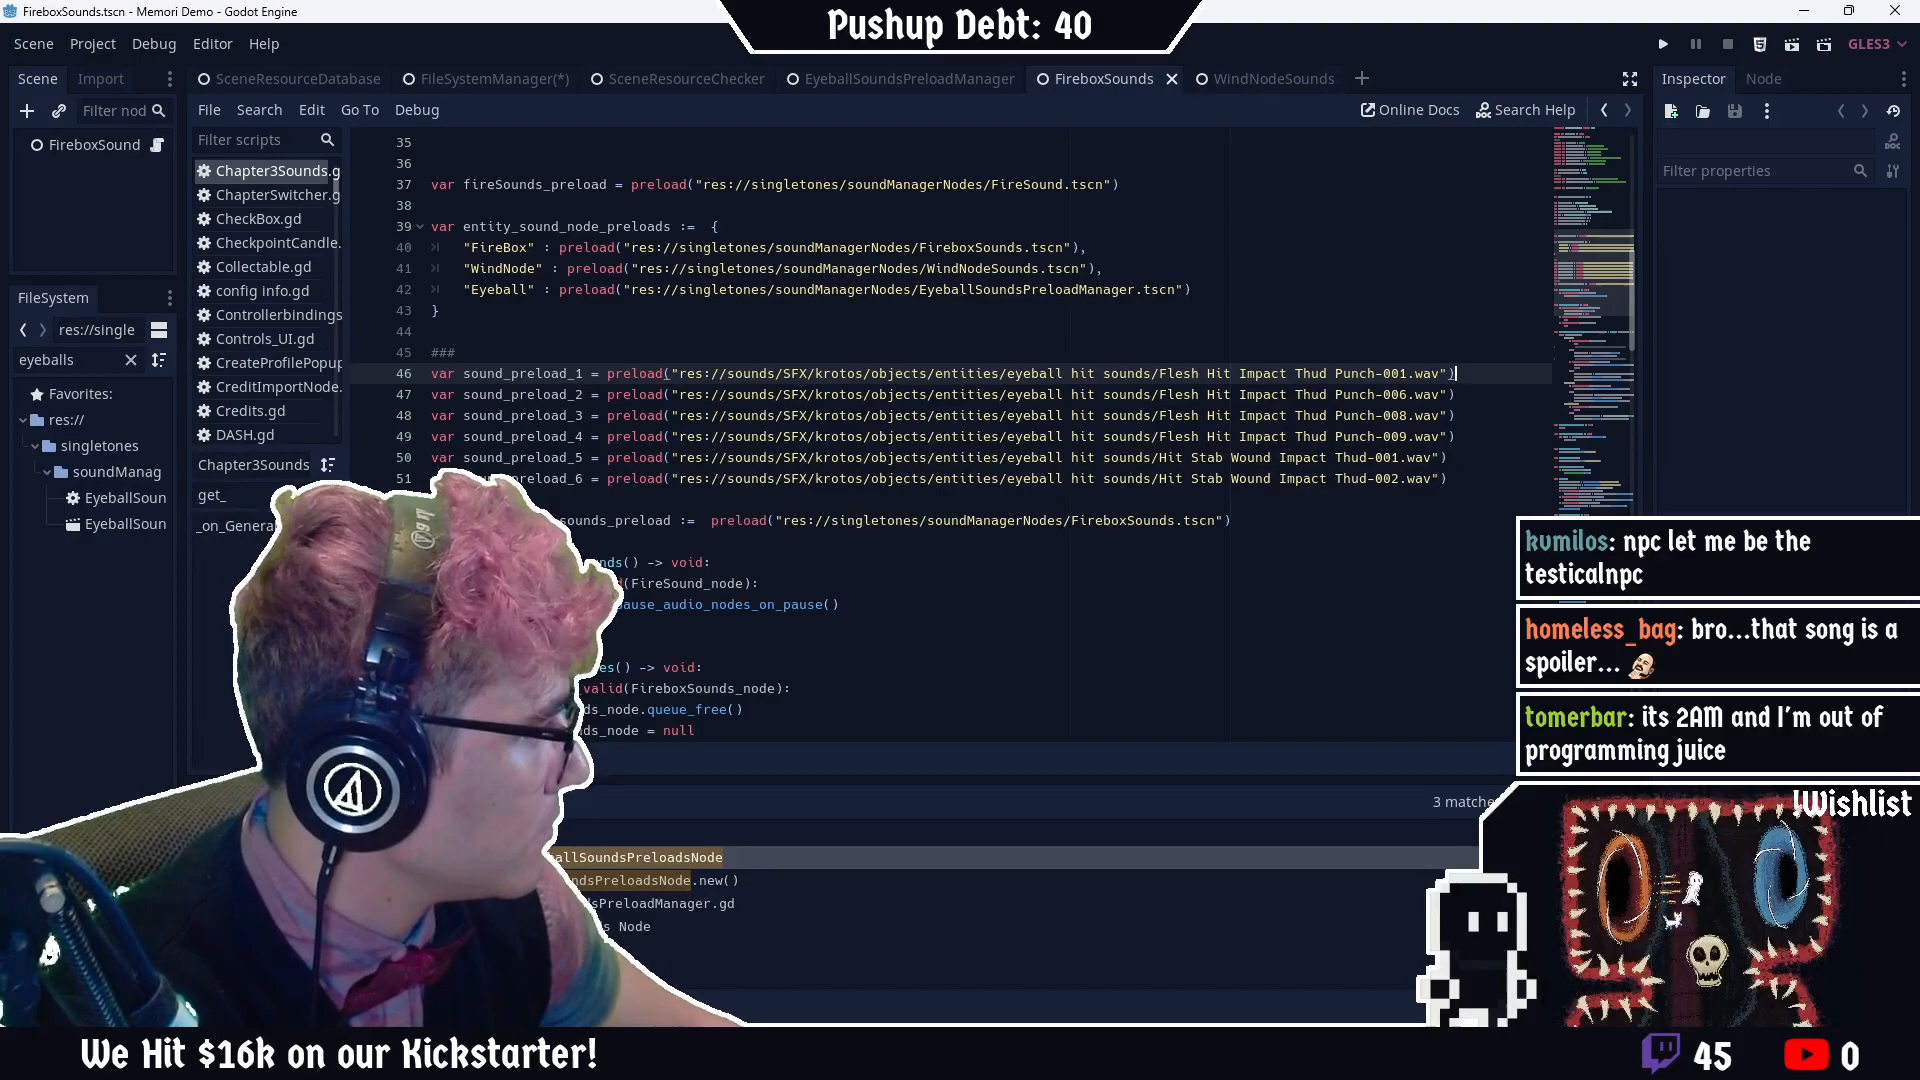 FireboxSounds.tscn - Memori Demo - Godot Engine
Pushup Debt: 40
Scene Project Debug Editor Help
GLES3
Scene Import
SceneResourceDatabase FileSystemManager(*) SceneResourceChecker EyeballSoundsPreloadManager FireboxSounds WindNodeSounds
Inspector Node
Filter nod
File Search Edit Go To Debug
Online Docs Search Help
FireboxSound
Filter scripts
Filter properties
Chapter3Sounds.g
ChapterSwitcher.g
CheckBox.gd
CheckpointCandle.
Collectable.gd
config info.gd
Controllerbindings
Controls_UI.gd
CreateProfilePopup
CreditImportNode.
Credits.gd
DASH.gd
Chapter3Sounds
get_
_on_Genera
FileSystem
res://single
eyeballs
Favorites:
res://
singletones
soundManag
EyeballSoun
EyeballSoun
35
36
37 var fireSounds_preload = preload("res://singletones/soundManagerNodes/FireSound.tscn")
38
39 var entity_sound_node_preloads := {
40 "FireBox" : preload("res://singletones/soundManagerNodes/FireboxSounds.tscn"),
41 "WindNode" : preload("res://singletones/soundManagerNodes/WindNodeSounds.tscn"),
42 "Eyeball" : preload("res://singletones/soundManagerNodes/EyeballSoundsPreloadManager.tscn")
43 }
44
45 ###
46 var sound_preload_1 = preload("res://sounds/SFX/krotos/objects/entities/eyeball hit sounds/Flesh Hit Impact Thud Punch-001.wav")
47 var sound_preload_2 = preload("res://sounds/SFX/krotos/objects/entities/eyeball hit sounds/Flesh Hit Impact Thud Punch-006.wav")
48 var sound_preload_3 = preload("res://sounds/SFX/krotos/objects/entities/eyeball hit sounds/Flesh Hit Impact Thud Punch-008.wav")
49 var sound_preload_4 = preload("res://sounds/SFX/krotos/objects/entities/eyeball hit sounds/Flesh Hit Impact Thud Punch-009.wav")
50 var sound_preload_5 = preload("res://sounds/SFX/krotos/objects/entities/eyeball hit sounds/Hit Stab Wound Impact Thud-001.wav")
51 eload_6 = preload("res://sounds/SFX/krotos/objects/entities/eyeball hit sounds/Hit Stab Wound Impact Thud-002.wav")
sounds_preload := preload("res://singletones/soundManagerNodes/FireboxSounds.tscn")
nds() -> void:
(FireSound_node):
pause_audio_nodes_on_pause()
es() -> void:
valid(FireboxSounds_node):
ds_node.queue_free()
ds_node = null
3 matche
allSoundsPreloadsNode
ndsPreloadsNode.new()
sPreloadManager.gd
s Node
kvmilos: npc let me be the
testicalnpc
homeless_bag: bro...that song is a
spoiler...
tomerbar: its 2AM and I'm out of
programming juice
!Wishlist
We Hit $16k on our Kickstarter!
45
0